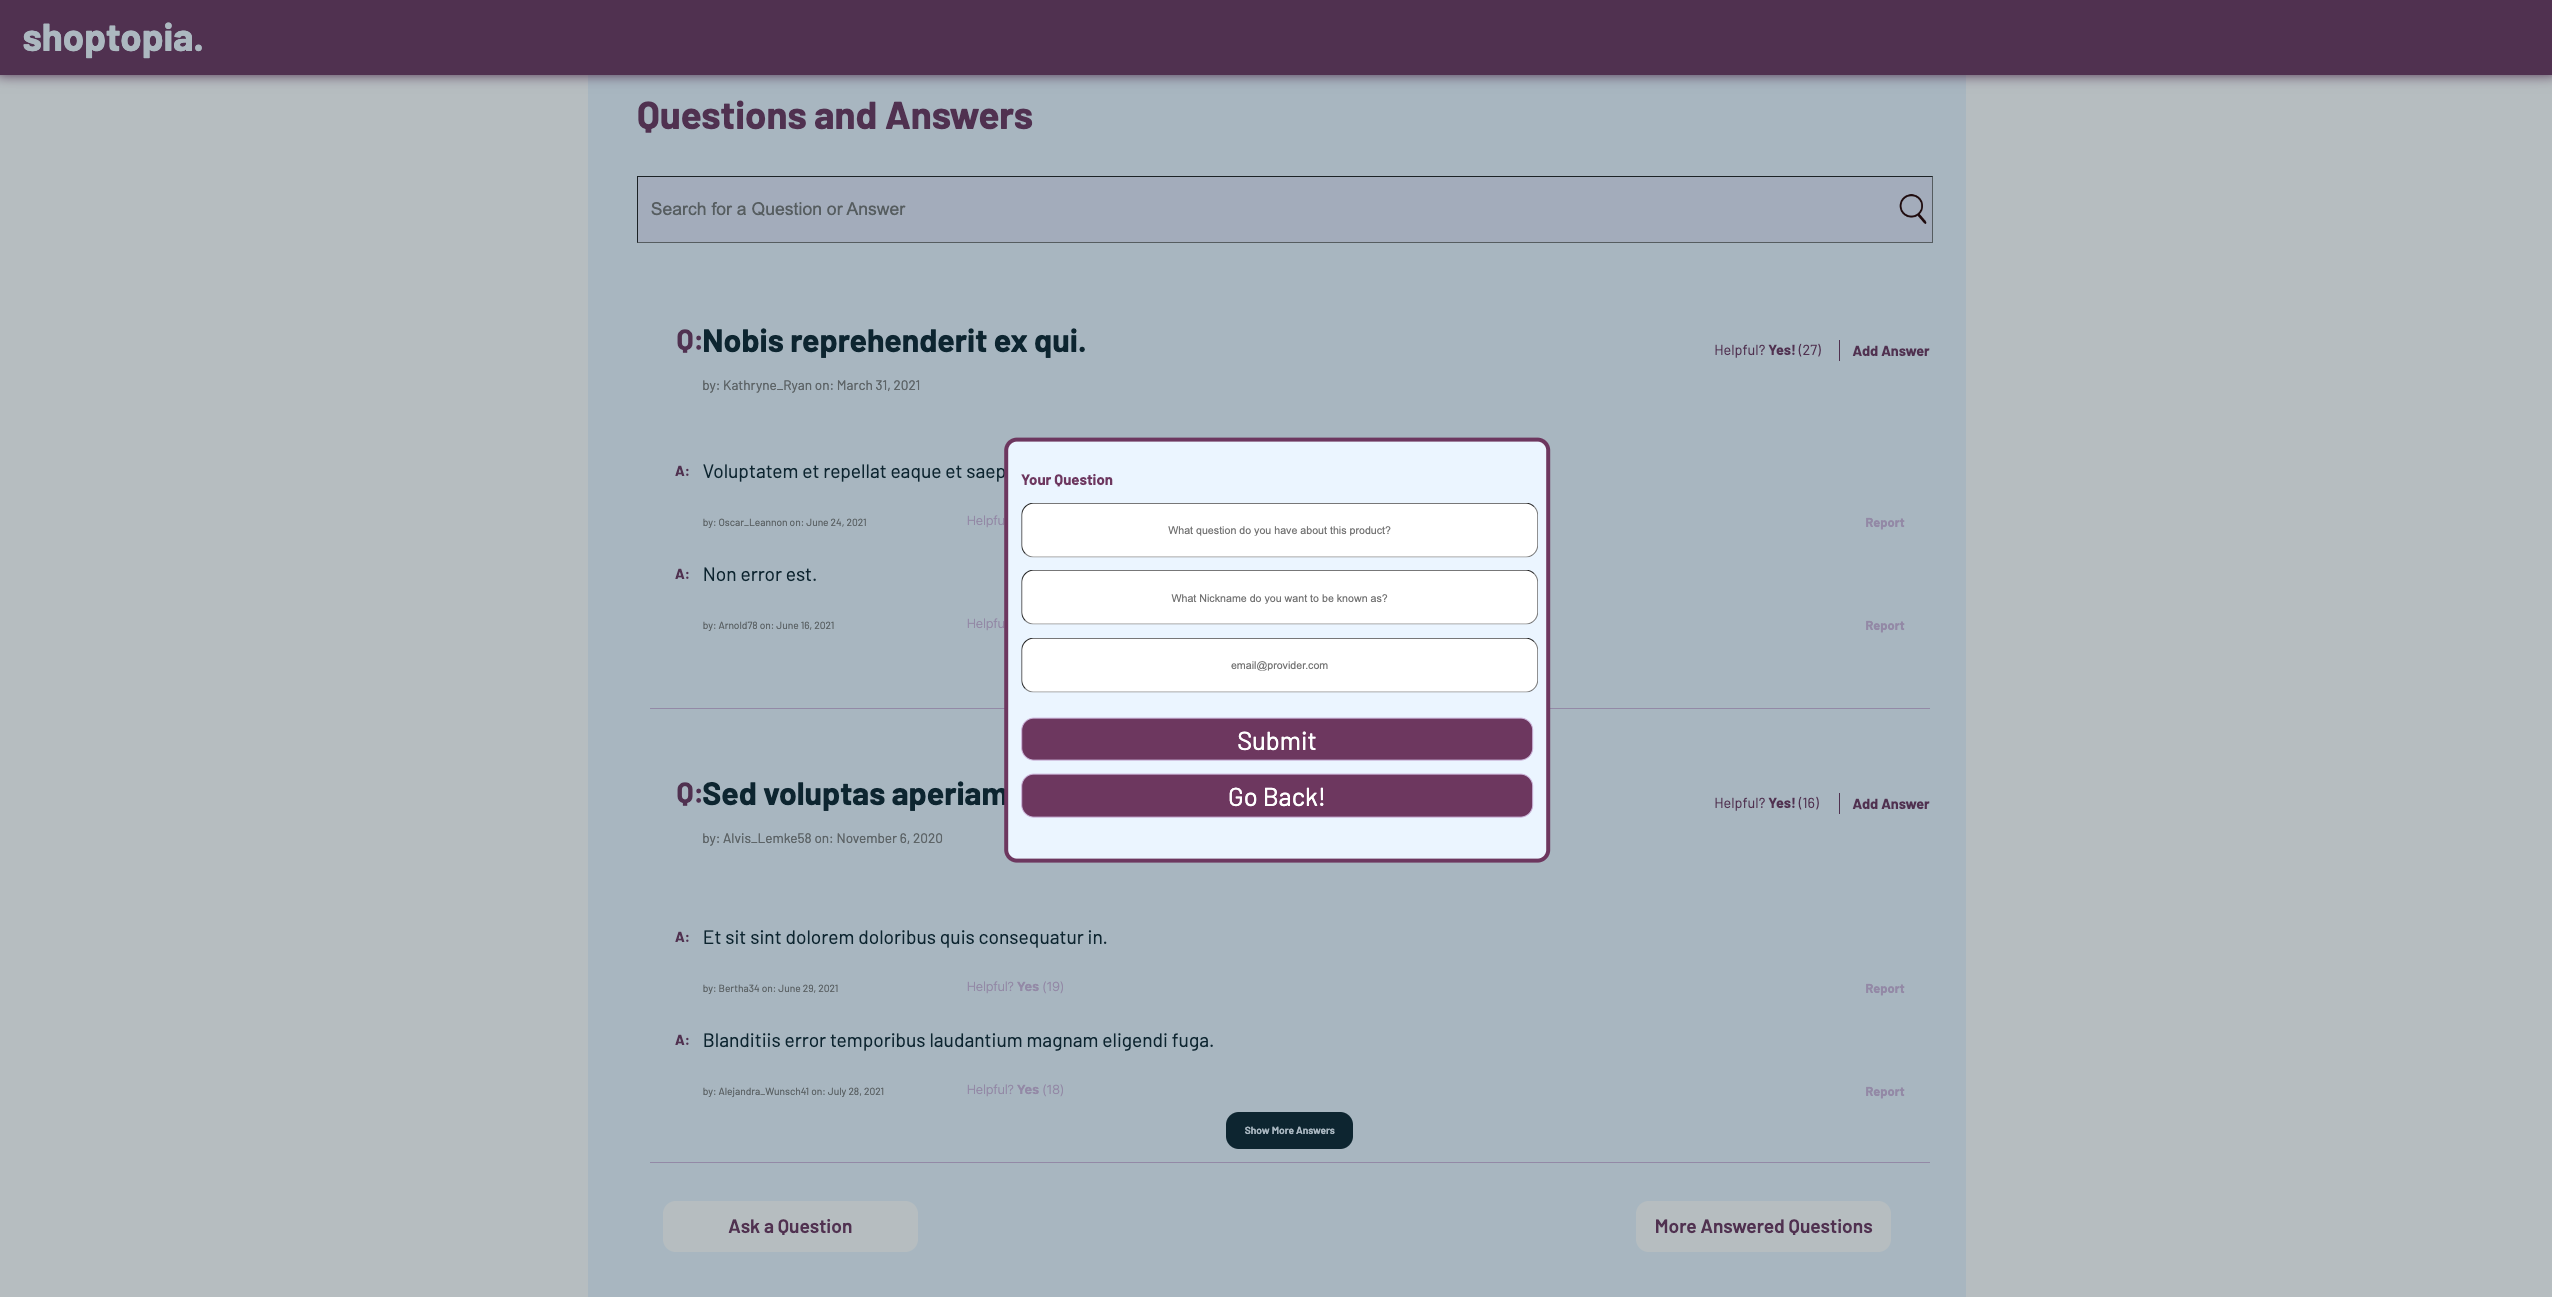 shoptopia.
Questions and Answers
Search for a Question or Answer
Q:Nobis reprehenderit ex qui.
Helpful? Yes! (27)
Add Answer
by: Kathryne_Ryan on: March 31, 2021
A: Voluptatem et repellat eaque et saep
by: Oscar_Leannon on: June 24, 2021
Helpfu
Report
A: Non error est.
by: Arnold78 on: June 16, 2021
Helpfu
Report
Your Question
What question do you have about this product?
What Nickname do you want to be known as?
email@provider.com
Submit
Go Back!
Q:Sed voluptas aperiam
Helpful? Yes! (16)
Add Answer
by: Alvis_Lemke58 on: November 6, 2020
A: Et sit sint dolorem doloribus quis consequatur in.
by: Bertha34 on: June 29, 2021
Helpful? Yes (19)
Report
A: Blanditiis error temporibus laudantium magnam eligendi fuga.
by: Alejandra_Wunsch41 on: July 28, 2021
Helpful? Yes (18)
Report
Show More Answers
Ask a Question
More Answered Questions